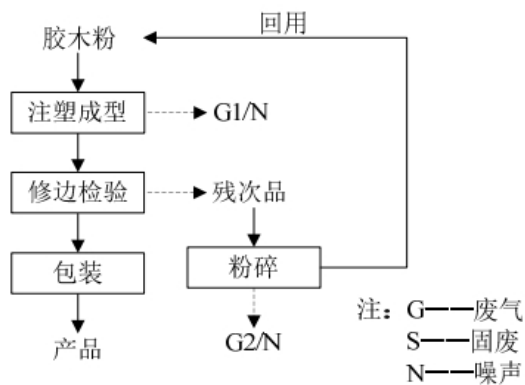 回用
胶木粉
注塑成型
G1/N
修边检验
残次品
包装
粉碎
产品
G2/N
注：G——废气
S——固废
N——噪声